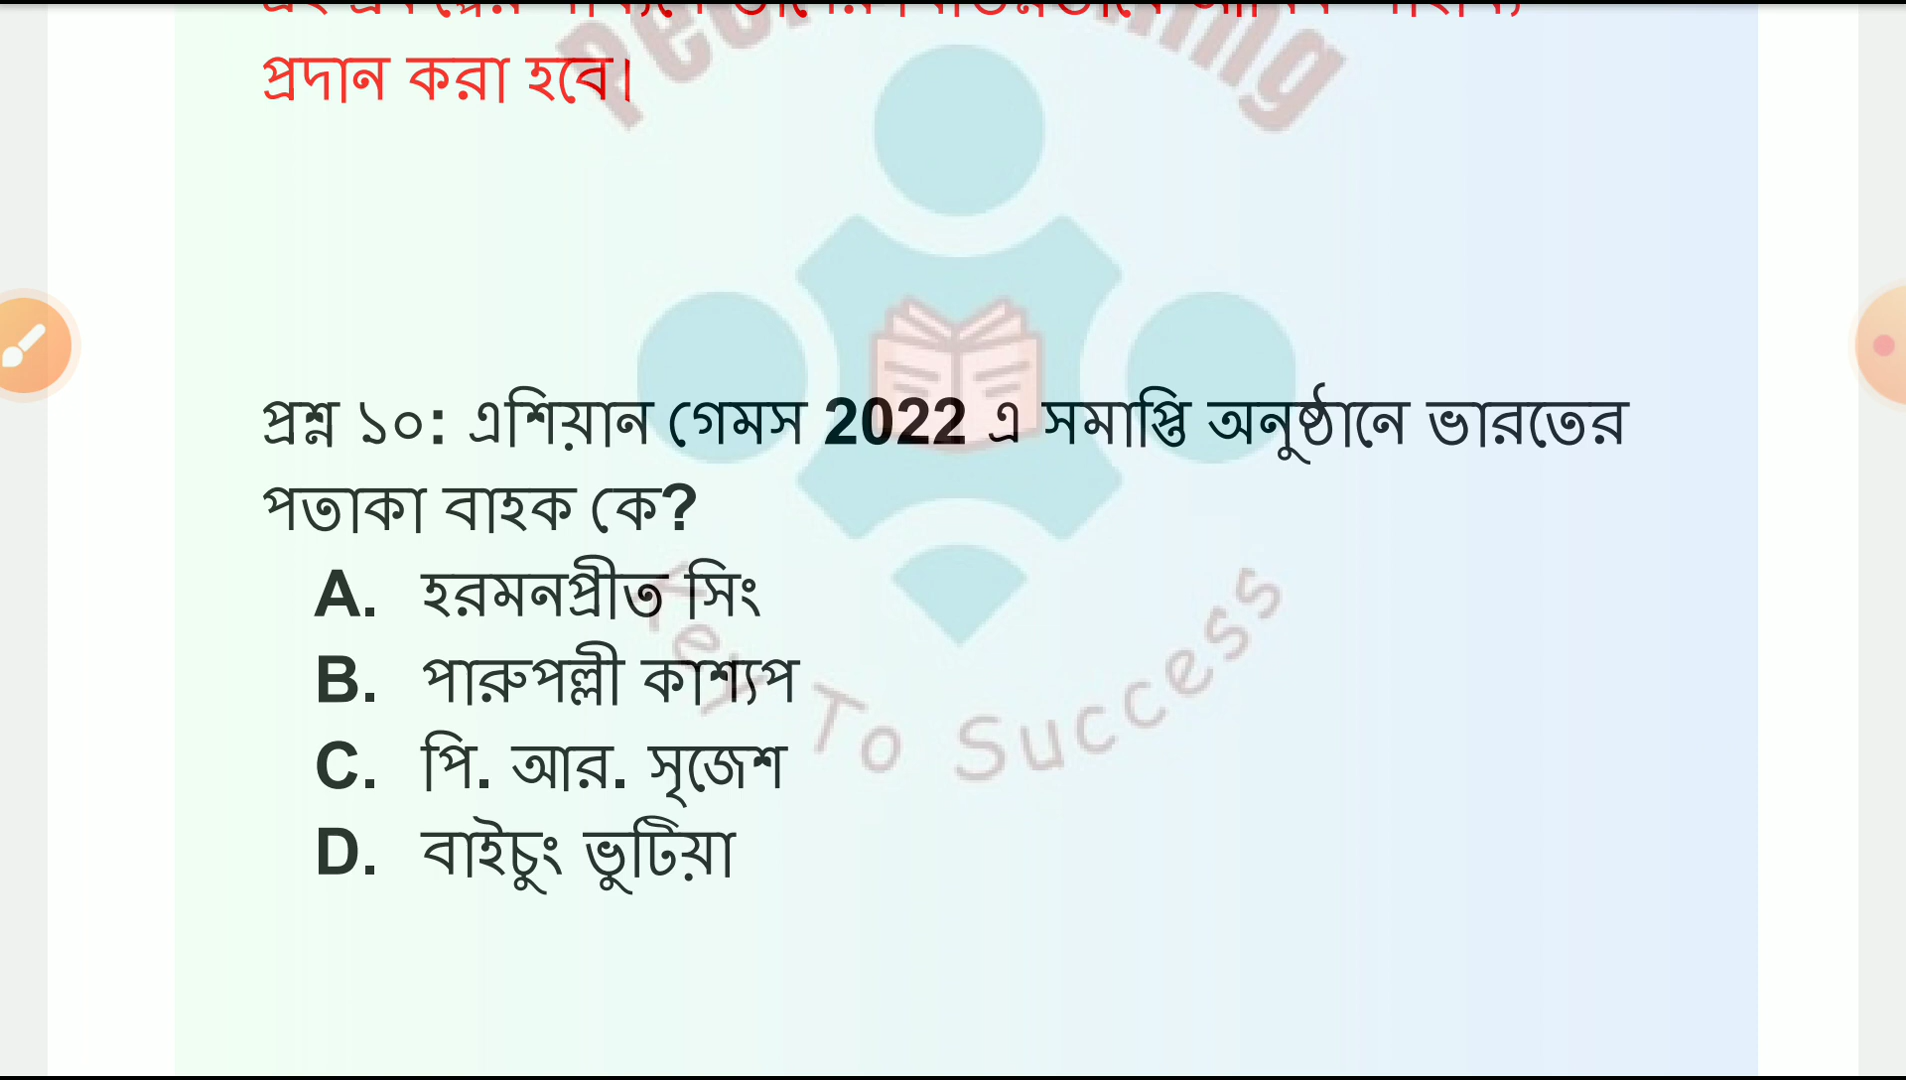 প্রদান করা হবে।
প্রশ্ন ১০: এশিয়ান গেমস 2022 এ সমাপ্তি অনুষ্ঠানে ভারতের
পতাকা বাহক কে?
A. হরমনপ্রীত সিং
B. পারুপল্লী কাশ্যপ
C. পি. আর. সৃজেশ
D. বাইচুং ভুটিয়া
Key To Success